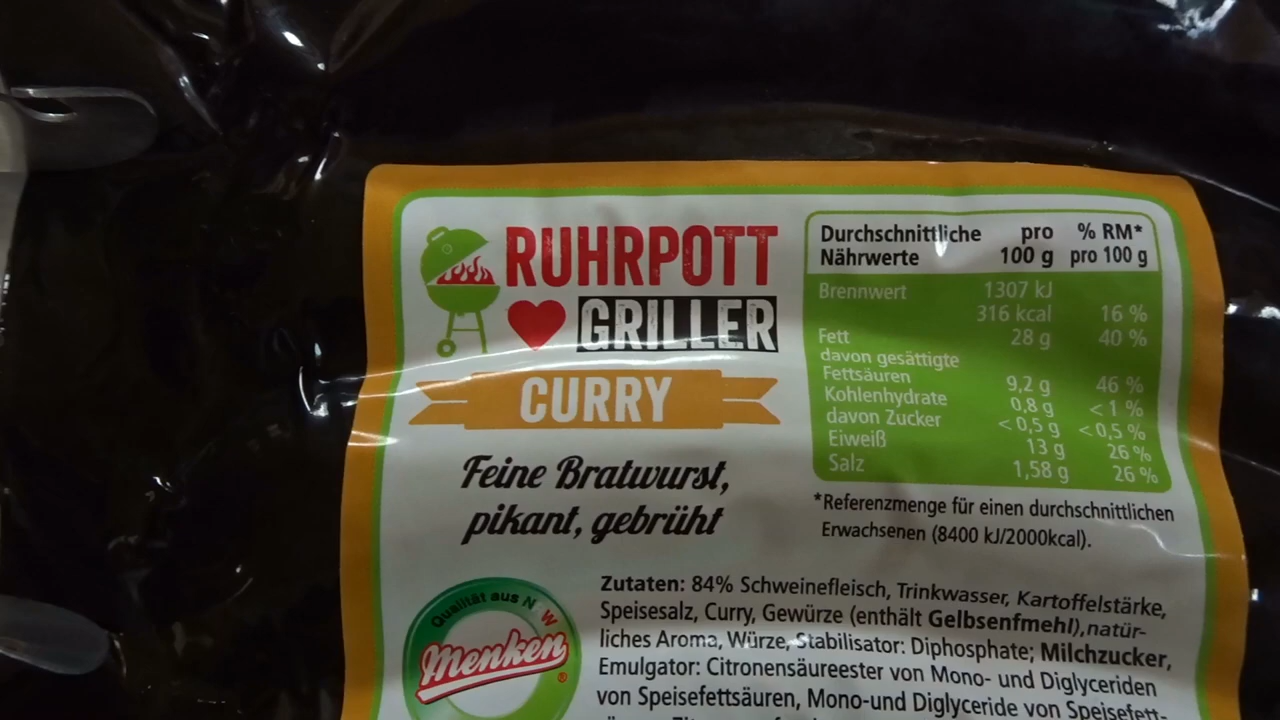 RUHRPOTT
GRILLER
CURRY
Feine Bratwurst,
pikant, gebrüht
Durchschnittliche pro % RM*
Nährwerte 100 g pro 100 g
Brennwert 1307 kJ
316 kcal 16 %
Fett 28 g 40 %
davon gesättigte
Fettsäuren 9,2 g 46 %
Kohlenhydrate 0,8 g < 1 %
davon Zucker < 0,5 g < 0,5 %
Eiweiß 13 g 26 %
Salz 1,58 g 26 %
*Referenzmenge für einen durchschnittlichen
Erwachsenen (8400 kJ/2000kcal).
Qualität aus NRW
Menken®
Zutaten: 84% Schweinefleisch, Trinkwasser, Kartoffelstärke,
Speisesalz, Curry, Gewürze (enthält Gelbsenfmehl),natür-
liches Aroma, Würze, Stabilisator: Diphosphate; Milchzucker,
Emulgator: Citronensäureester von Mono- und Diglyceriden
von Speisefettsäuren, Mono-und Diglyceride von Speisefett-